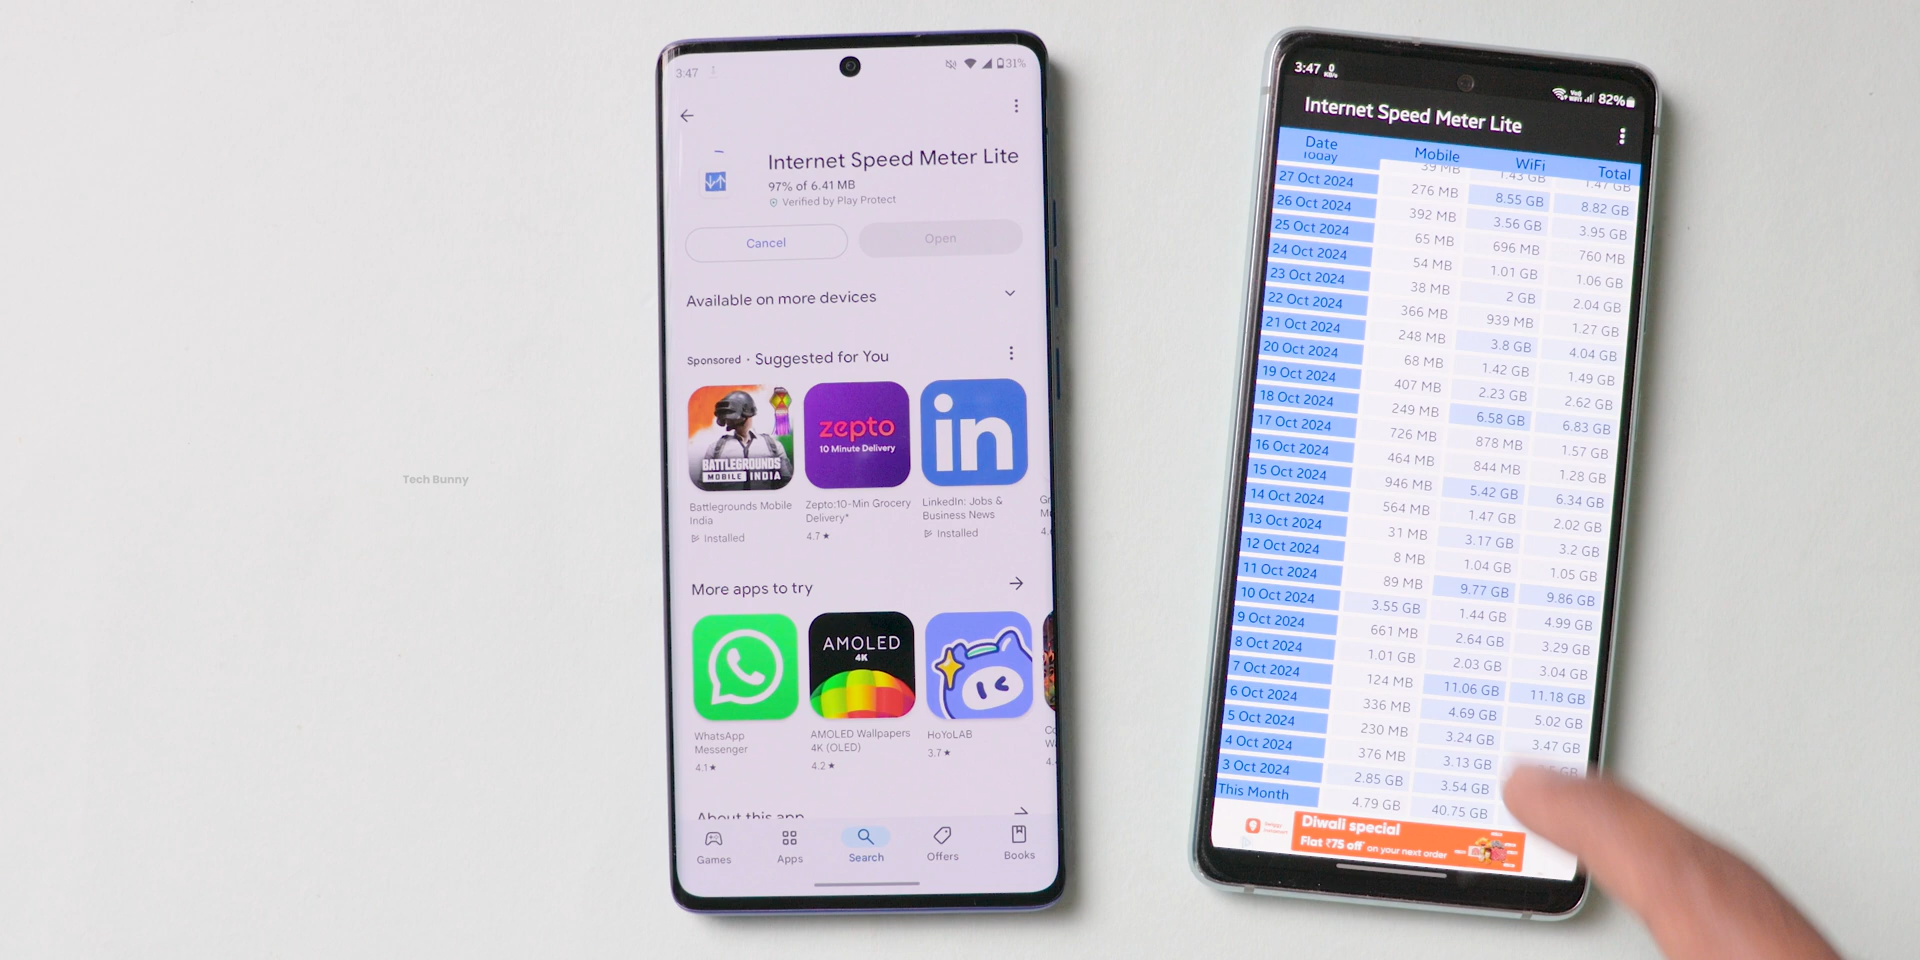 Tech Bunny
3:47
31%
Internet Speed Meter Lite
97% of 6.41 MB
Verified by Play Protect
Cancel
Open
Available on more devices
Sponsored · Suggested for You
BATTLEGROUNDS
MOBILE INDIA
zepto
10 Minute Delivery
in
Battlegrounds Mobile
India
Installed
Zepto:10-Min Grocery
Delivery*
4.7★
LinkedIn: Jobs &
Business News
Installed
More apps to try
AMOLED
4K
WhatsApp
Messenger
4.1★
AMOLED Wallpapers
4K (OLED)
4.2★
HoYoLAB
3.7★
About this app
Games
Apps
Search
Offers
Books
3:47 0 KB/s
82%
Internet Speed Meter Lite
Date Mobile WiFi Total
Today 39 MB 1.43 GB 1.47 GB
27 Oct 2024 276 MB 8.55 GB 8.82 GB
26 Oct 2024 392 MB 3.56 GB 3.95 GB
25 Oct 2024 65 MB 696 MB 760 MB
24 Oct 2024 54 MB 1.01 GB 1.06 GB
23 Oct 2024 38 MB 2 GB 2.04 GB
22 Oct 2024 366 MB 939 MB 1.27 GB
21 Oct 2024 248 MB 3.8 GB 4.04 GB
20 Oct 2024 68 MB 1.42 GB 1.49 GB
19 Oct 2024 407 MB 2.23 GB 2.62 GB
18 Oct 2024 249 MB 6.58 GB 6.83 GB
17 Oct 2024 726 MB 878 MB 1.57 GB
16 Oct 2024 464 MB 844 MB 1.28 GB
15 Oct 2024 946 MB 5.42 GB 6.34 GB
14 Oct 2024 564 MB 1.47 GB 2.02 GB
13 Oct 2024 31 MB 3.17 GB 3.2 GB
12 Oct 2024 8 MB 1.04 GB 1.05 GB
11 Oct 2024 89 MB 9.77 GB 9.86 GB
10 Oct 2024 3.55 GB 1.44 GB 4.99 GB
9 Oct 2024 661 MB 2.64 GB 3.29 GB
8 Oct 2024 1.01 GB 2.03 GB 3.04 GB
7 Oct 2024 124 MB 11.06 GB 11.18 GB
6 Oct 2024 336 MB 4.69 GB 5.02 GB
5 Oct 2024 230 MB 3.24 GB 3.47 GB
4 Oct 2024 376 MB 3.13 GB
3 Oct 2024 2.85 GB 3.54 GB
This Month 4.79 GB 40.75 GB
Diwali special
Flat ₹75 off on your next order